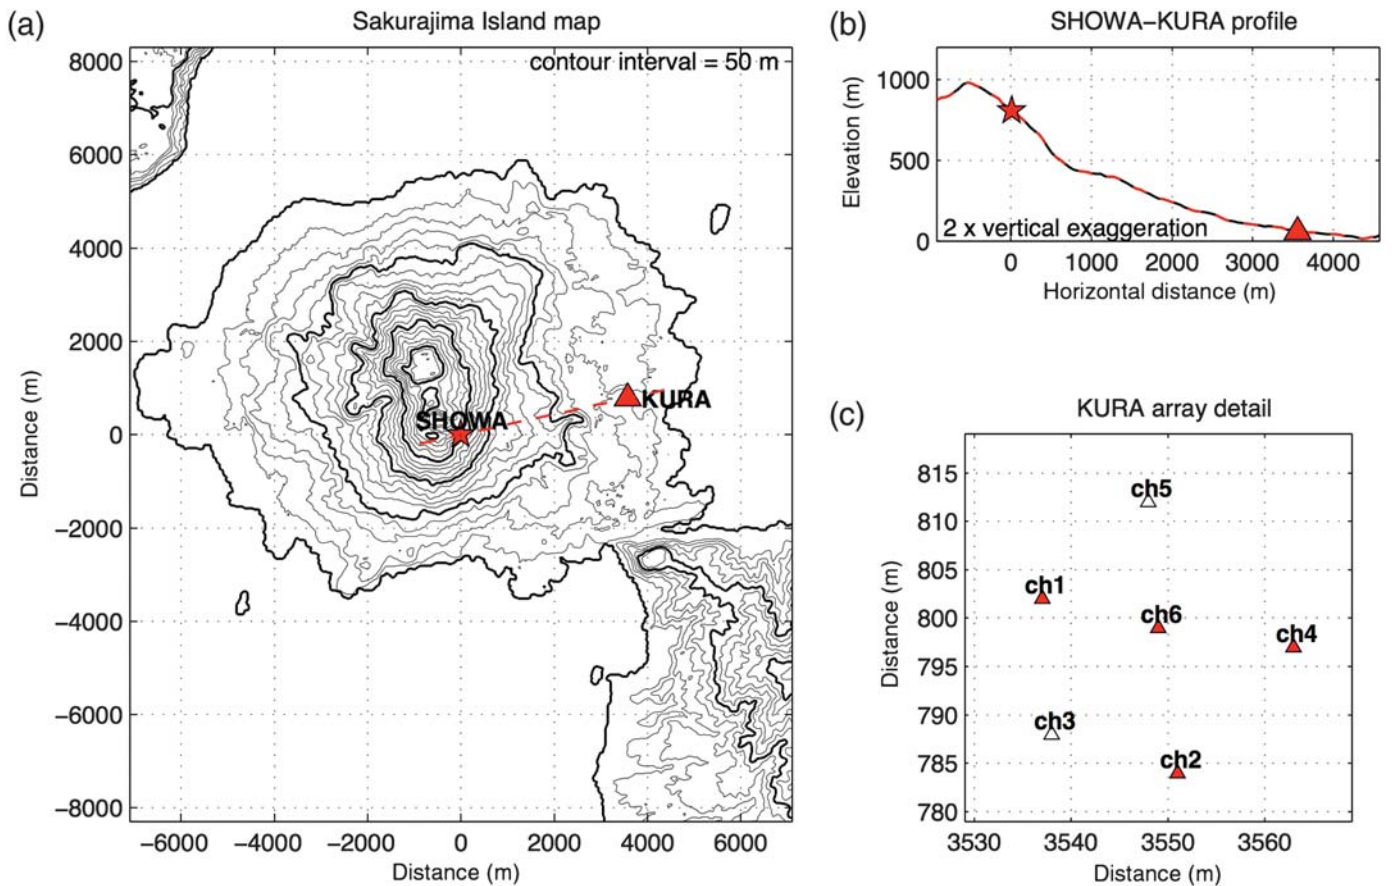 (a)
Sakurajima Island map
contour interval = 50 m
8000
6000
4000
2000
0
−2000
−4000
−6000
−8000
Distance (m)
SHOWA
KURA
−6000 −4000 −2000 0 2000 4000 6000
Distance (m)
(b)
SHOWA−KURA profile
1000
500
0
Elevation (m)
2 x vertical exaggeration
0 1000 2000 3000 4000
Horizontal distance (m)
(c)
KURA array detail
815
810
805
800
795
790
785
780
Distance (m)
ch5
ch1
ch6
ch4
ch3
ch2
3530 3540 3550 3560
Distance (m)